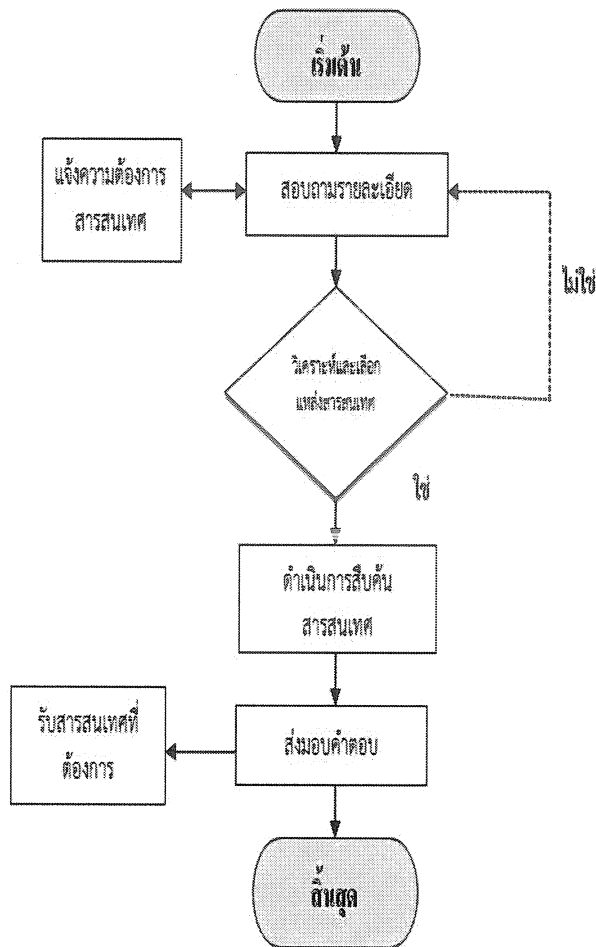 เริ่มต้น
แจ้งความต้องการ
สารสนเทศ
สอบถามรายละเอียด
ไม่ใช่
วิเคราะห์และเลือก
แหล่งสารสนเทศ
ใช่
ดำเนินการสืบค้น
สารสนเทศ
รับสารสนเทศที่
ต้องการ
ส่งมอบคำตอบ
สิ้นสุด